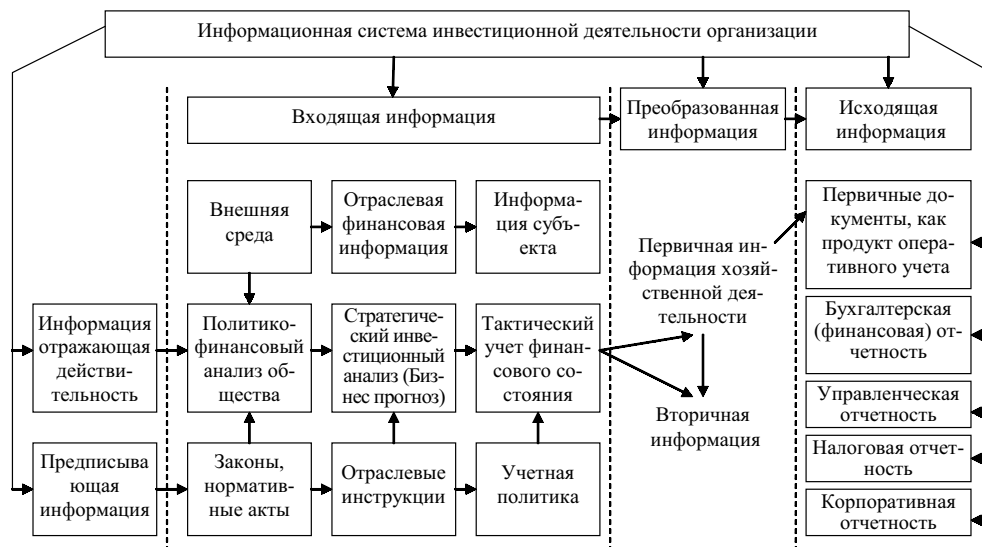 Информационная система инвестиционной деятельности организации
Входящая информация
Преобразованная
информация
Исходящая
информация
Внешняя
среда
Отраслевая
финансовая
информация
Информа-
ция субъ-
екта
Первичные до-
кументы, как
продукт опера-
тивного учета
Первичная ин-
формация хозяй-
ственной дея-
тельности
Информация
отражающая
действи-
тельность
Политико-
финансовый
анализ об-
щества
Стратегиче-
ский инве-
стиционный
анализ (Биз-
нес прогноз)
Тактический
учет финан-
сового со-
стояния
Бухгалтерская
(финансовая) от-
четность
Вторичная
информация
Управленческая
отчетность
Предписыва
ющая
информация
Законы,
норматив-
ные акты
Отраслевые
инструкции
Учетная
политика
Налоговая отчет-
ность
Корпоративная
отчетность